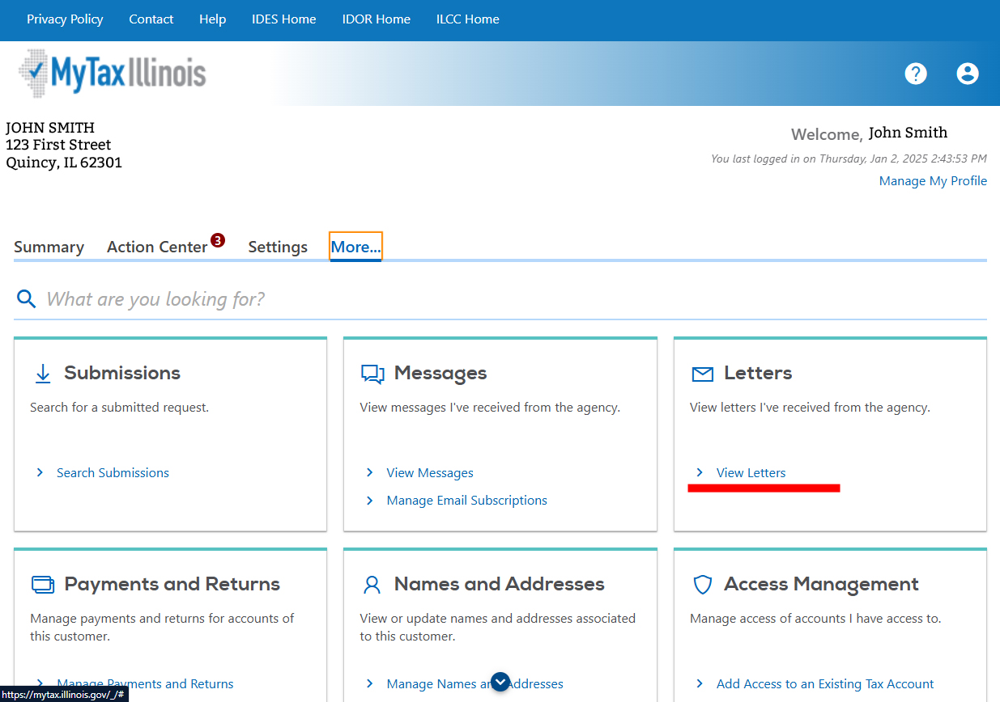 Privacy Policy Contact Help IDES Home IDOR Home ILCC Home
MyTax Illinois
?
JOHN SMITH
123 First Street
Quincy, IL 62301
Welcome, John Smith
You last logged in on Thursday, Jan 2, 2025 2:43:53 PM
Manage My Profile
Summary Action Center 3 Settings More...
What are you looking for?
Submissions
Search for a submitted request.
Search Submissions
Messages
View messages I've received from the agency.
View Messages
Manage Email Subscriptions
Letters
View letters I've received from the agency.
View Letters
Payments and Returns
Manage payments and returns for accounts of
this customer.
Manage Payments and Returns
Names and Addresses
View or update names and addresses associated
to this customer.
Manage Names and Addresses
Access Management
Manage access of accounts I have access to.
Add Access to an Existing Tax Account
https://mytax.illinois.gov/_/#